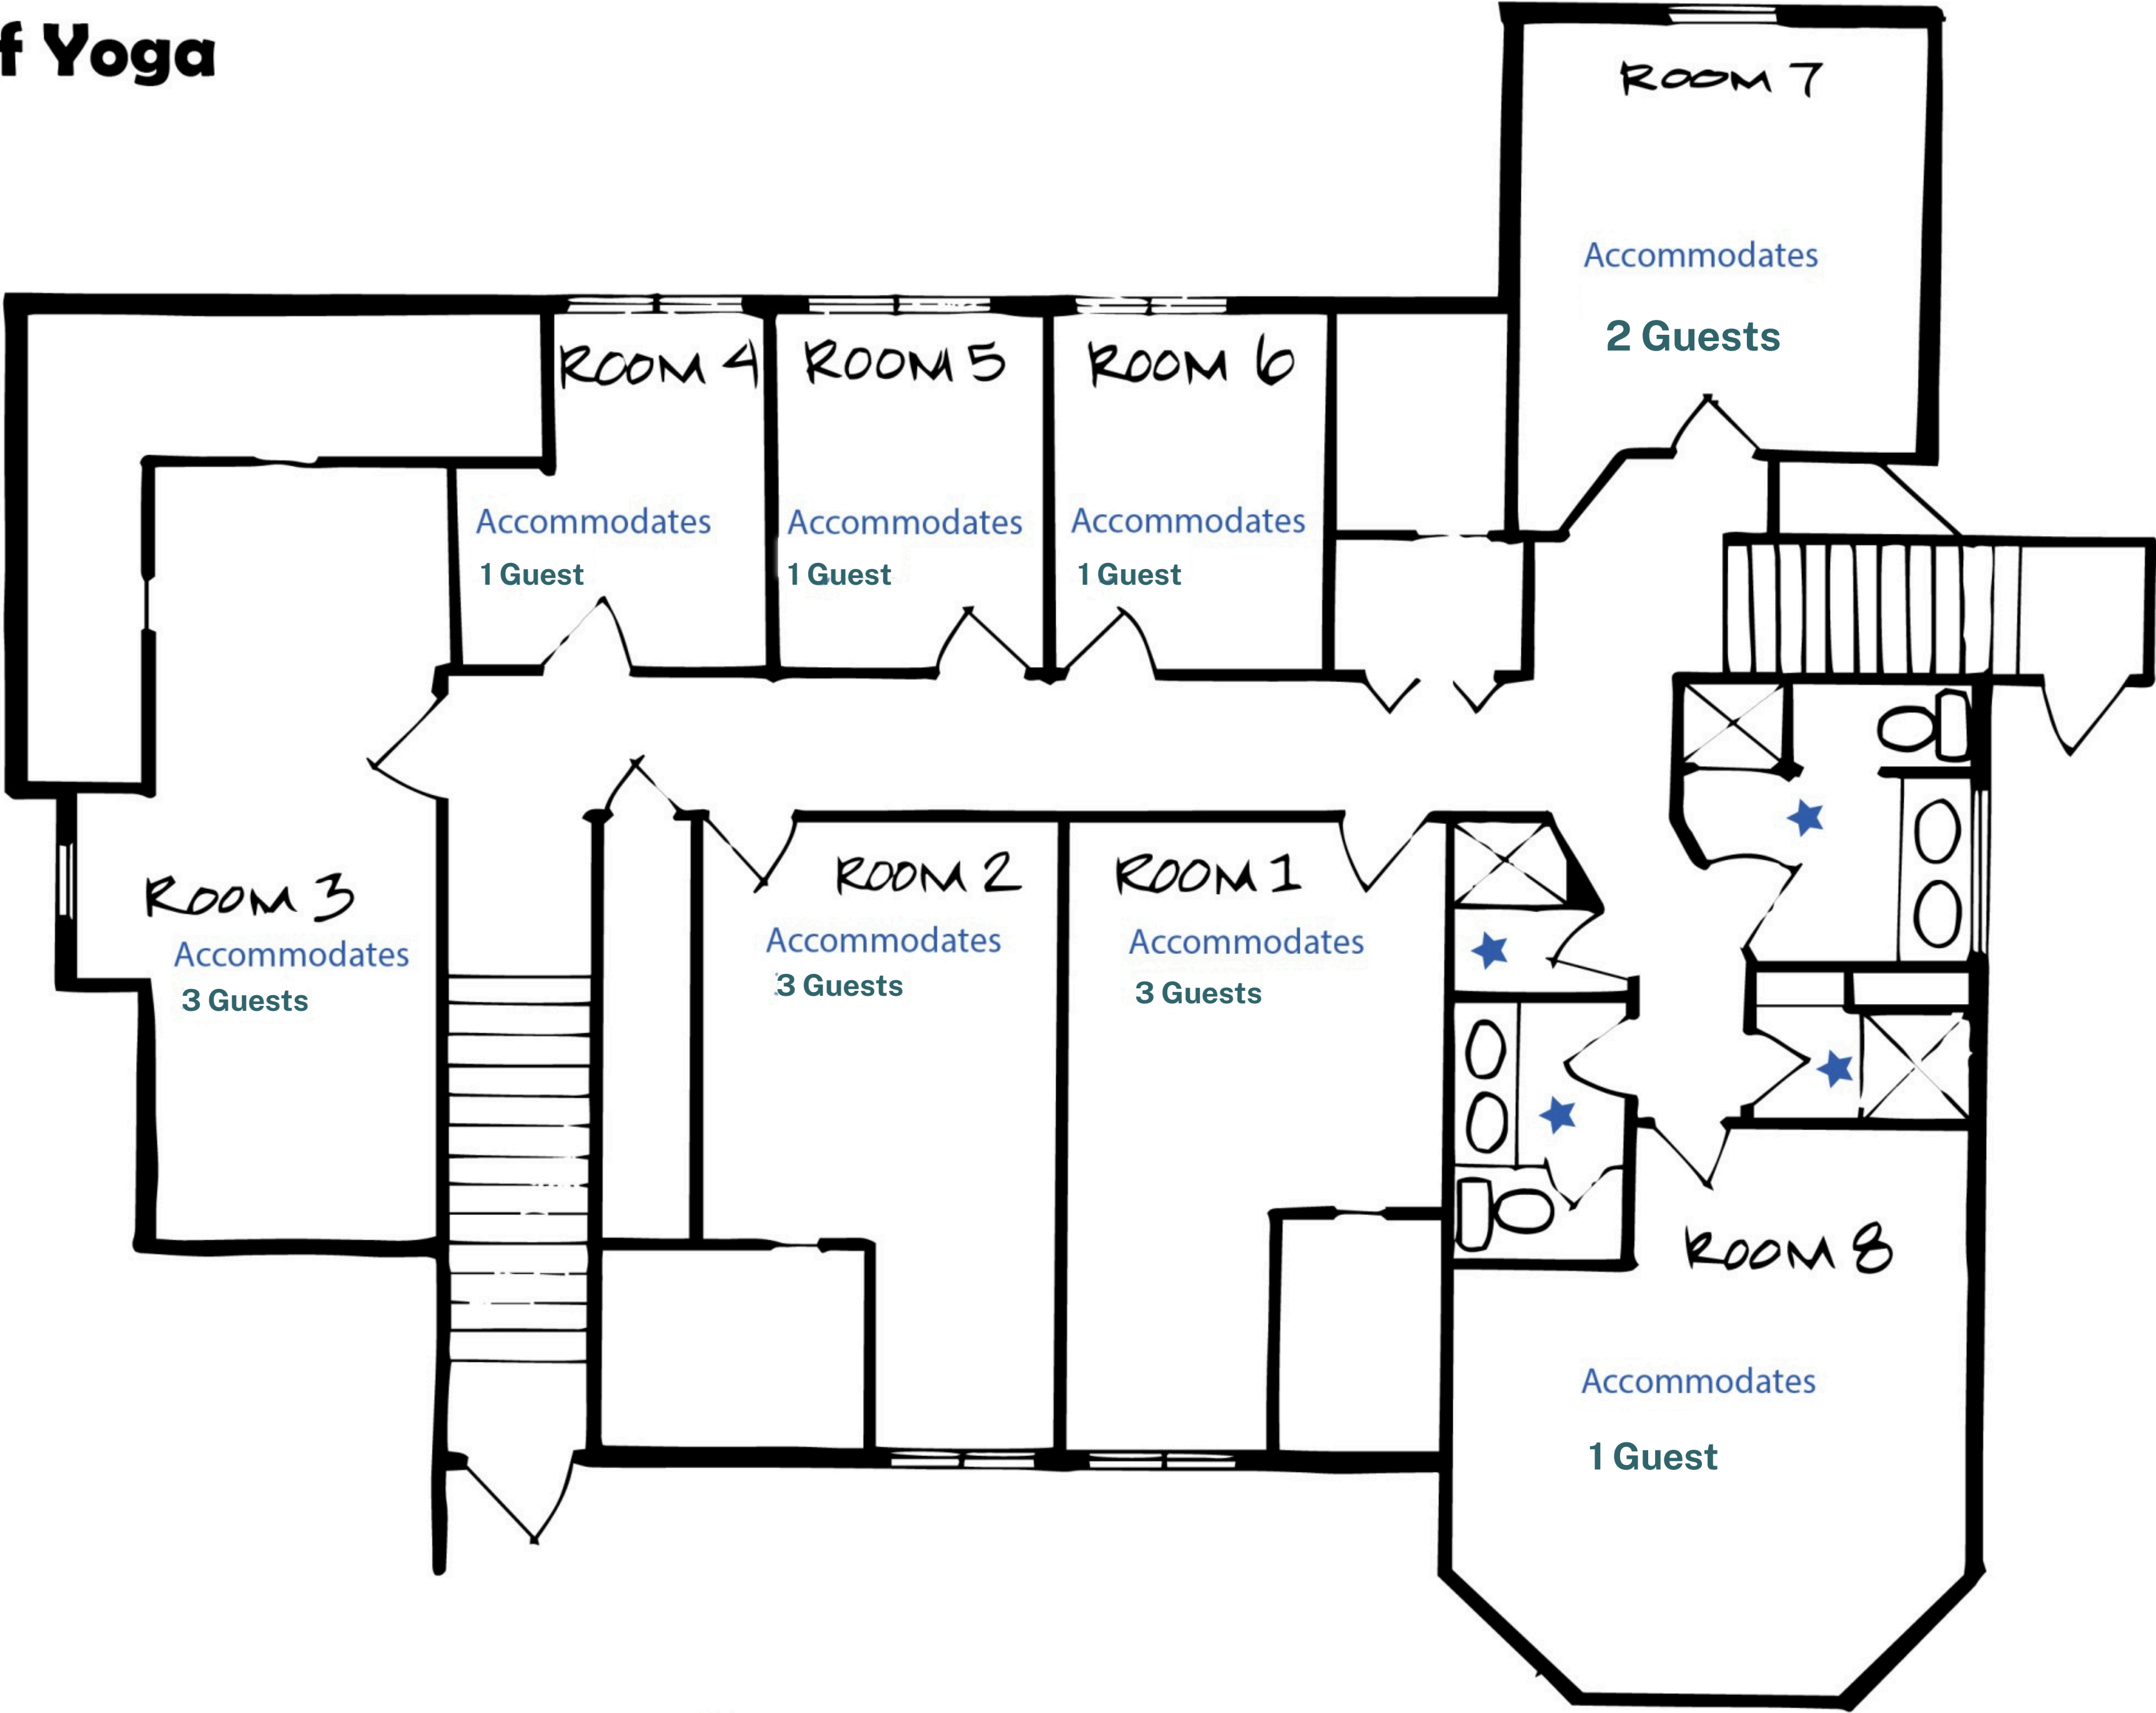 f Yoga
ROOM 7
Accommodates
2 Guests
ROOM 4
Accommodates
1 Guest
ROOM 5
Accommodates
1 Guest
ROOM 6
Accommodates
1 Guest
ROOM 3
Accommodates
3 Guests
ROOM 2
Accommodates
3 Guests
ROOM 1
Accommodates
3 Guests
ROOM 8
Accommodates
1 Guest